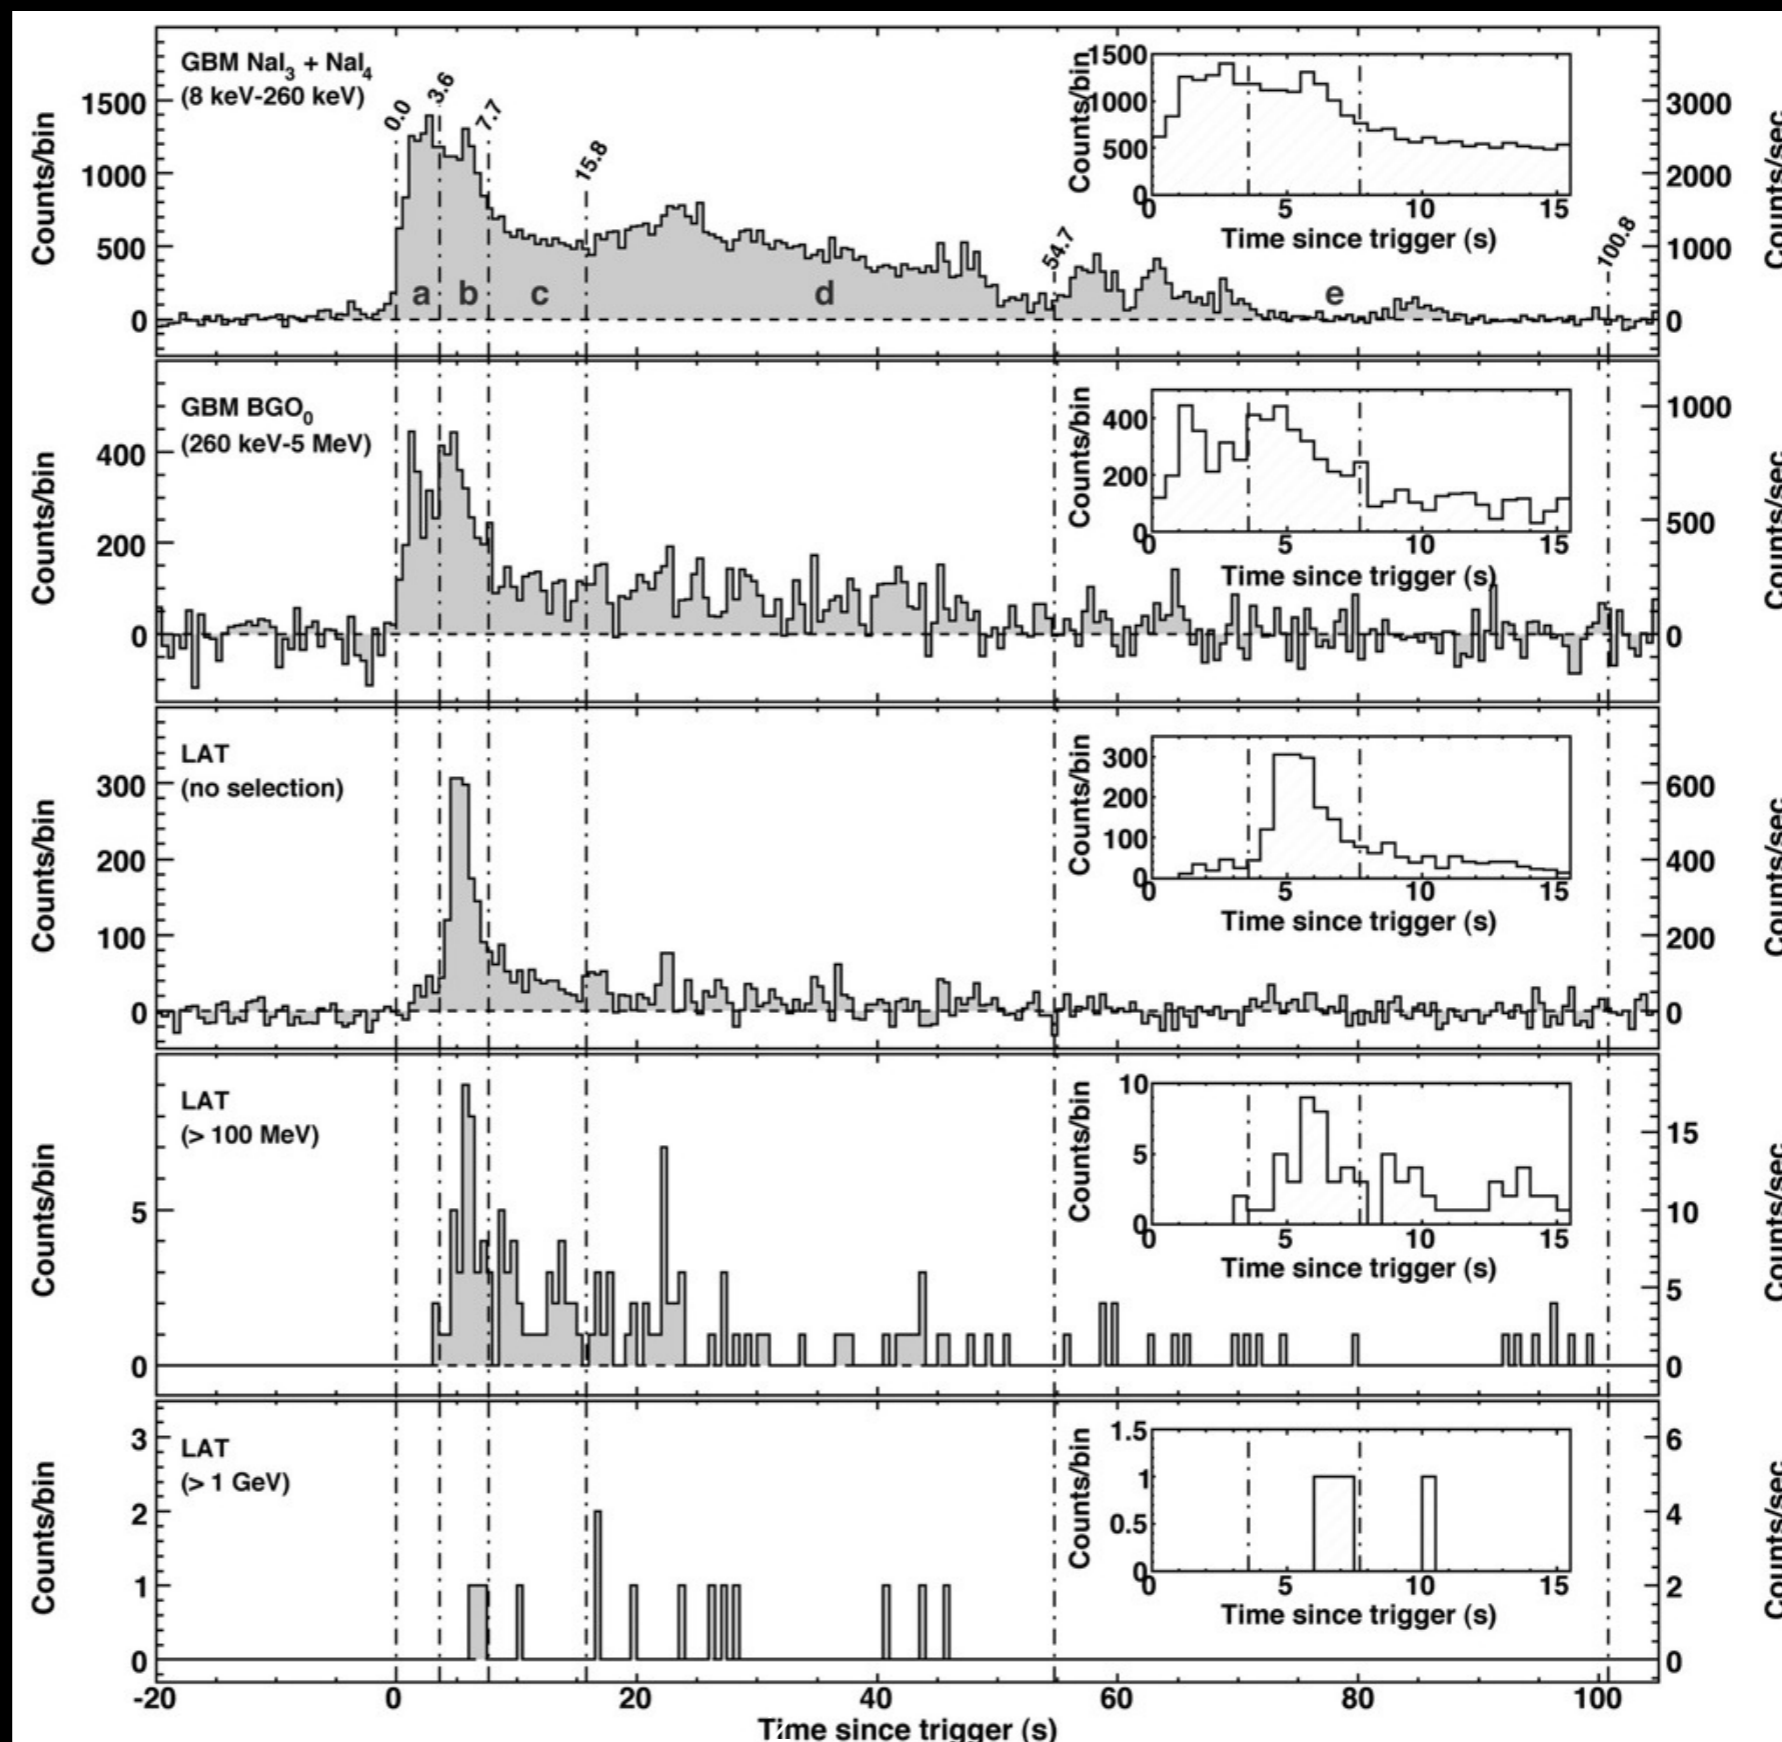 GBM NaI3 + NaI4
(8 keV-260 keV)
Counts/bin
1500
1000
500
0
0.0
3.6
7.7
15.8
54.7
100.8
a
b
c
d
e
Counts/bin
1500
1000
500
0
0
5
10
15
Time since trigger (s)
3000
2000
1000
0
Counts/sec
GBM BGO0
(260 keV-5 MeV)
Counts/bin
400
200
0
Counts/bin
400
200
0
0
5
10
15
Time since trigger (s)
1000
500
0
Counts/sec
LAT
(no selection)
Counts/bin
300
200
100
0
Counts/bin
300
200
100
0
0
5
10
15
Time since trigger (s)
600
400
200
0
Counts/sec
LAT
(> 100 MeV)
Counts/bin
5
0
Counts/bin
10
5
0
0
5
10
15
Time since trigger (s)
15
10
5
0
Counts/sec
LAT
(> 1 GeV)
Counts/bin
3
2
1
0
Counts/bin
1.5
1
0.5
0
0
5
10
15
Time since trigger (s)
6
4
2
0
Counts/sec
-20
0
20
40
60
80
100
Time since trigger (s)